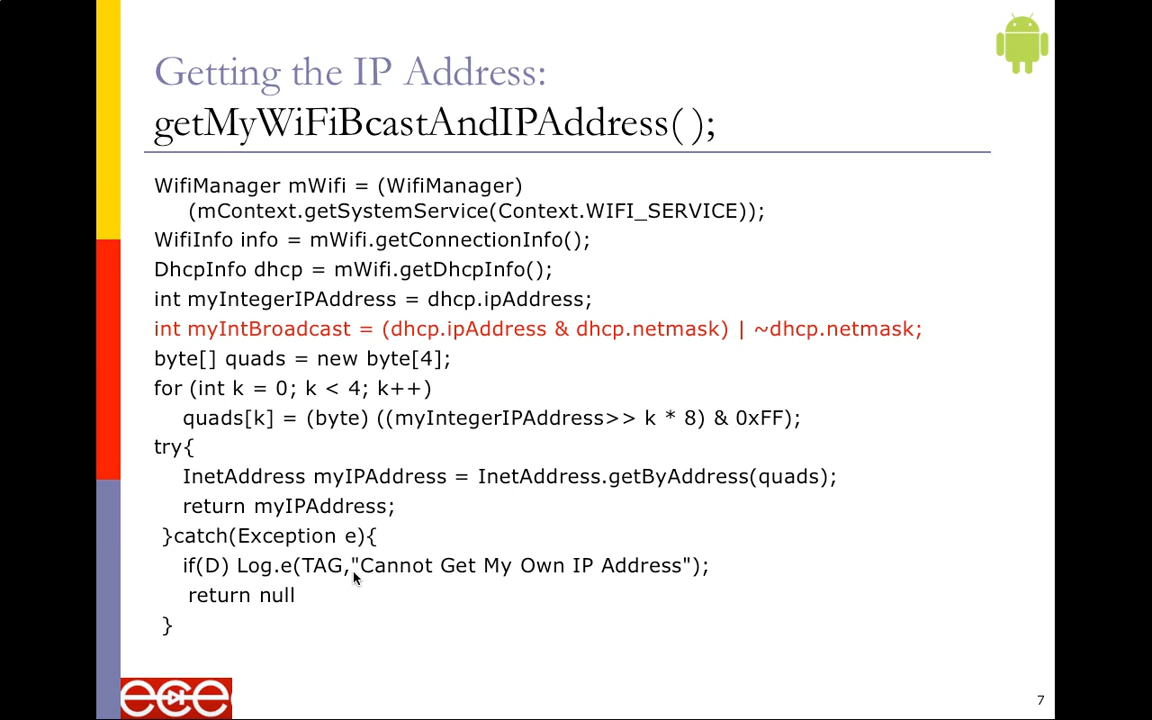 Getting the IP Address:
getMyWiFiBcastAndIPAddress( );
WifiManager mWifi = (WifiManager)
(mContext.getSystemService(Context.WIFI_SERVICE));
WifiInfo info = mWifi.getConnectionInfo();
DhcpInfo dhcp = mWifi.getDhcpInfo();
int myIntegerIPAddress = dhcp.ipAddress;
int myIntBroadcast = (dhcp.ipAddress & dhcp.netmask) | ~dhcp.netmask;
byte[] quads = new byte[4];
for (int k = 0; k < 4; k++)
quads[k] = (byte) ((myIntegerIPAddress>> k * 8) & 0xFF);
try{
InetAddress myIPAddress = InetAddress.getByAddress(quads);
return myIPAddress;
}catch(Exception e){
if(D) Log.e(TAG,"Cannot Get My Own IP Address");
return null
}
ece
7